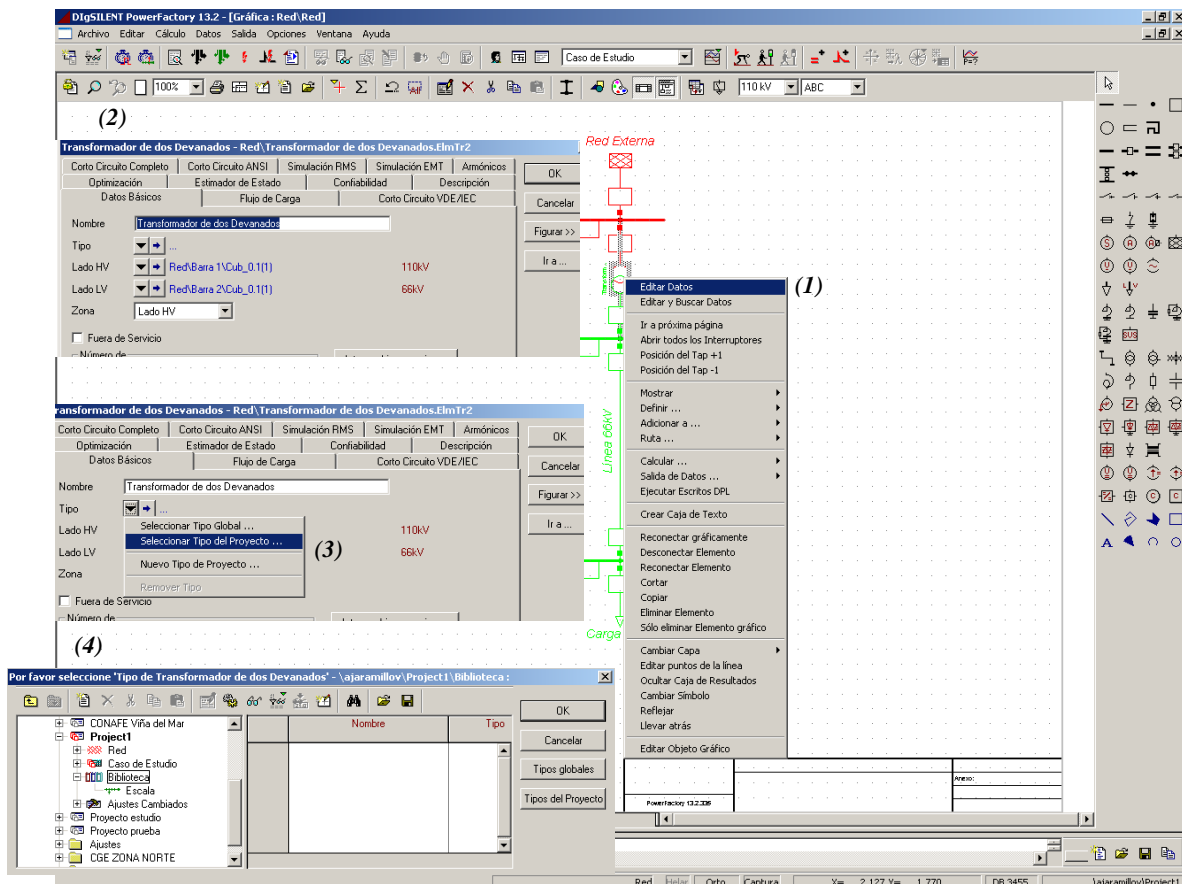 DIgSILENT PowerFactory 13.2 - [Gráfica : Red\Red]
Archivo Editar Cálculo Datos Salida Opciones Ventana Ayuda
Caso de Estudio
100% 110 kV ABC
(2)
Transformador de dos Devanados - Red\Transformador de dos Devanados.ElmTr2
Corto Circuito Completo Corto Circuito ANSI Simulación RMS Simulación EMT Armónicos
Optimización Estimador de Estado Confiabilidad Descripción
Datos Básicos Flujo de Carga Corto Circuito VDE/IEC
Nombre Transformador de dos Devanados
Tipo ...
Lado HV Red\Barra 1\Cub_0.1(1) 110kV
Lado LV Red\Barra 2\Cub_0.1(1) 66kV
Zona Lado HV
Fuera de Servicio
Número de
OK
Cancelar
Figurar >>
Ir a ...
Red Externa
Línea 66kV
Carga
(1)
Editar Datos
Editar y Buscar Datos
Ir a próxima página
Abrir todos los Interruptores
Posición del Tap +1
Posición del Tap -1
Mostrar
Definir ...
Adicionar a ...
Ruta ...
Calcular ...
Salida de Datos ...
Ejecutar Escritos DPL
Crear Caja de Texto
Reconectar gráficamente
Desconectar Elemento
Reconectar Elemento
Cortar
Copiar
Eliminar Elemento
Sólo eliminar Elemento gráfico
Cambiar Capa
Editar puntos de la línea
Ocultar Caja de Resultados
Cambiar Símbolo
Reflejar
Llevar atrás
Editar Objeto Gráfico
ransformador de dos Devanados - Red\Transformador de dos Devanados.ElmTr2
Corto Circuito Completo Corto Circuito ANSI Simulación RMS Simulación EMT Armónicos
Optimización Estimador de Estado Confiabilidad Descripción
Datos Básicos Flujo de Carga Corto Circuito VDE/IEC
Nombre Transformador de dos Devanados
Tipo ...
Lado HV 110kV
Lado LV 66kV
Zona
Seleccionar Tipo Global ...
Seleccionar Tipo del Proyecto ...
Nuevo Tipo de Proyecto ...
Remover Tipo
(3)
Fuera de Servicio
Número de
OK
Cancelar
Figurar >>
Ir a ...
(4)
Por favor seleccione 'Tipo de Transformador de dos Devanados' - \ajaramillov\Project1\Biblioteca :
CONAFE Viña del Mar
Project1
Red
Caso de Estudio
Biblioteca
Escala
Ajustes Cambiados
Proyecto estudio
Proyecto prueba
Ajustes
CGE ZONA NORTE
Nombre Tipo
OK
Cancelar
Tipos globales
Tipos del Proyecto
PowerFactory 13.2.336
Anexo:
Red Helar Orto Captura X= 2,127 Y= 1,770 DB 3455 \ajaramillov\Project1